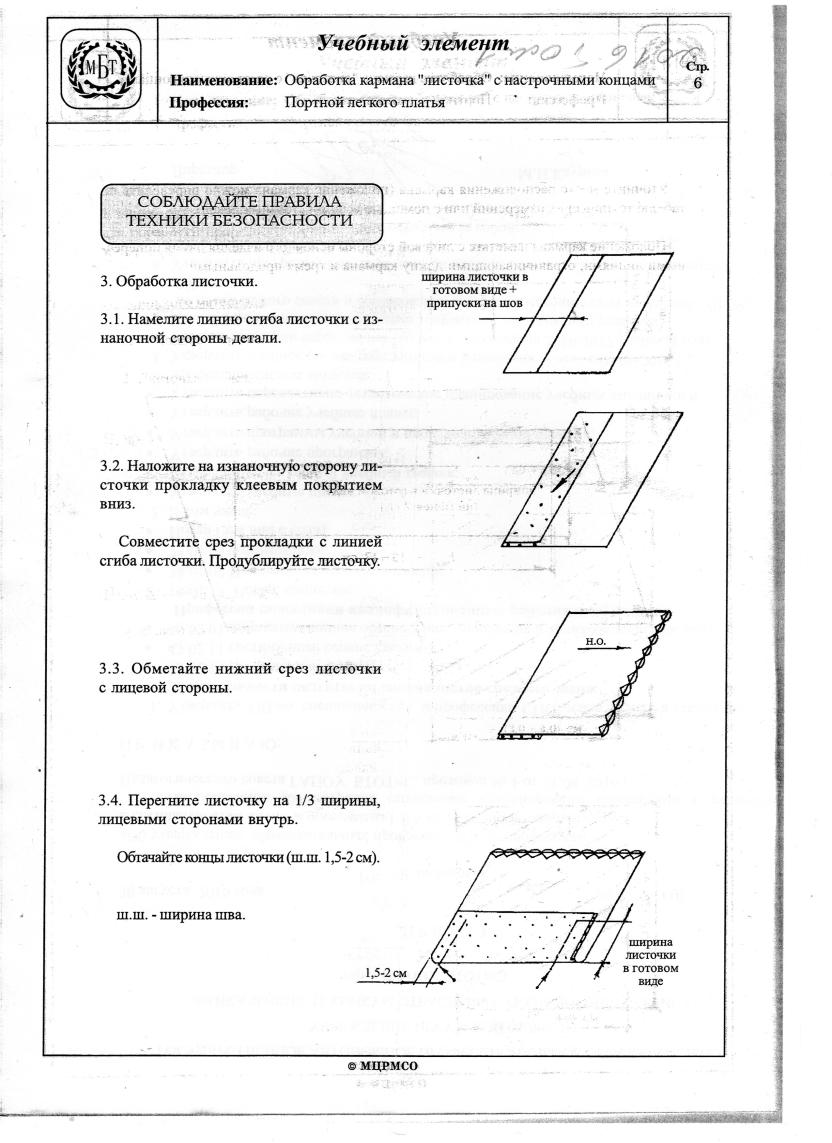 МБТ
Учебный элемент
Наименование: Обработка кармана "листочка" с настрочными концами
Профессия: Портной легкого платья
Стр.
6
СОБЛЮДАЙТЕ ПРАВИЛА
ТЕХНИКИ БЕЗОПАСНОСТИ
3. Обработка листочки.
3.1. Намелите линию сгиба листочки с из-
наночной стороны детали.
ширина листочки в
готовом виде +
припуски на шов
3.2. Наложите на изнаночную сторону ли-
сточки прокладку клеевым покрытием
вниз.
Совместите срез прокладки с линией
сгиба листочки. Продублируйте листочку.
3.3. Обметайте нижний срез листочки
с лицевой стороны.
н.о.
3.4. Перегните листочку на 1/3 ширины,
лицевыми сторонами внутрь.
Обтачайте концы листочки (ш.ш. 1,5-2 см).
ш.ш. - ширина шва.
1,5-2 см
ширина
листочки
в готовом
виде
© МЦРМСО